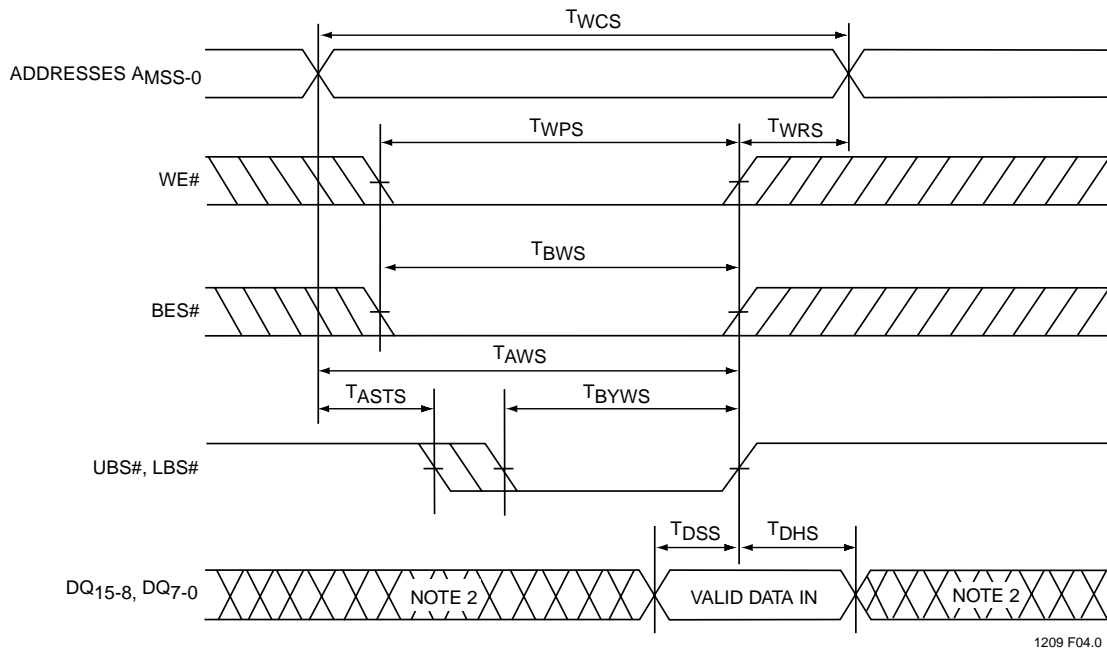 TWCS
ADDRESSES AMSS-0
TWPS
TWRS
WE#
TBWS
BES#
TAWS
TASTS
TBYWS
UBS#, LBS#
TDSS
TDHS
DQ15-8, DQ7-0
NOTE 2
VALID DATA IN
NOTE 2
1209 F04.0